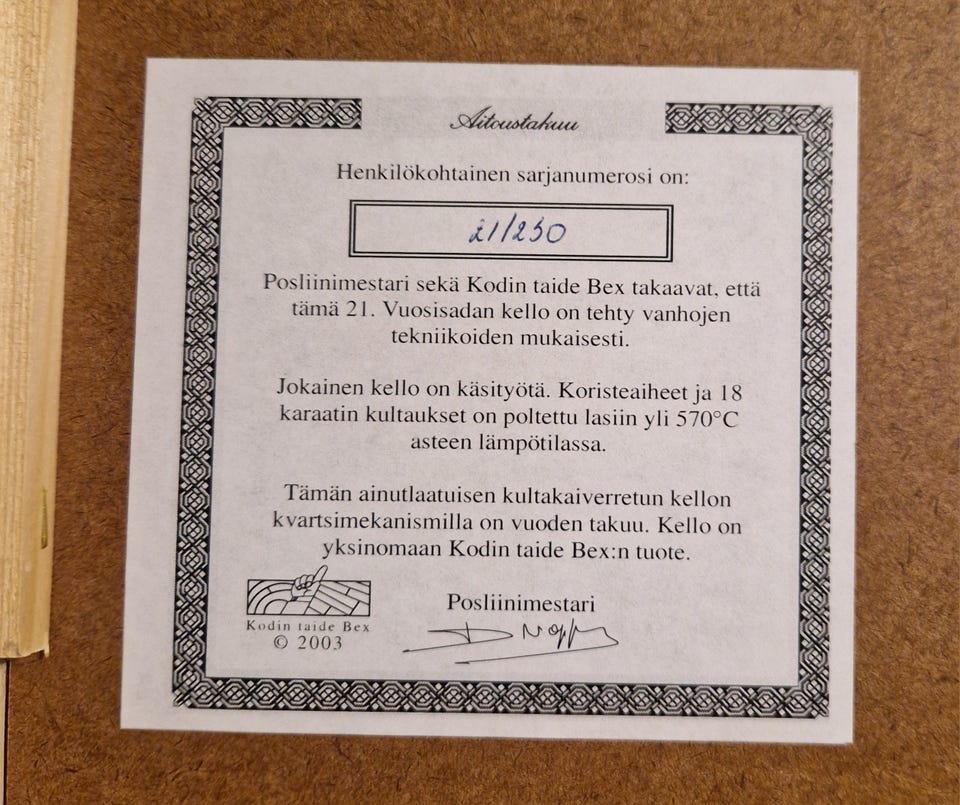 Aitoustakuu
Henkilökohtainen sarjanumerosi on:
21/250
Posliinimestari sekä Kodin taide Bex takaavat, että
tämä 21. Vuosisadan kello on tehty vanhojen
tekniikoiden mukaisesti.
Jokainen kello on käsityötä. Koristeaiheet ja 18
karaatin kultaukset on poltettu lasiin yli 570°C
asteen lämpötilassa.
Tämän ainutlaatuisen kultakaiverretun kellon
kvartsimekanismilla on vuoden takuu. Kello on
yksinomaan Kodin taide Bex:n tuote.
Posliinimestari
Kodin taide Bex
© 2003